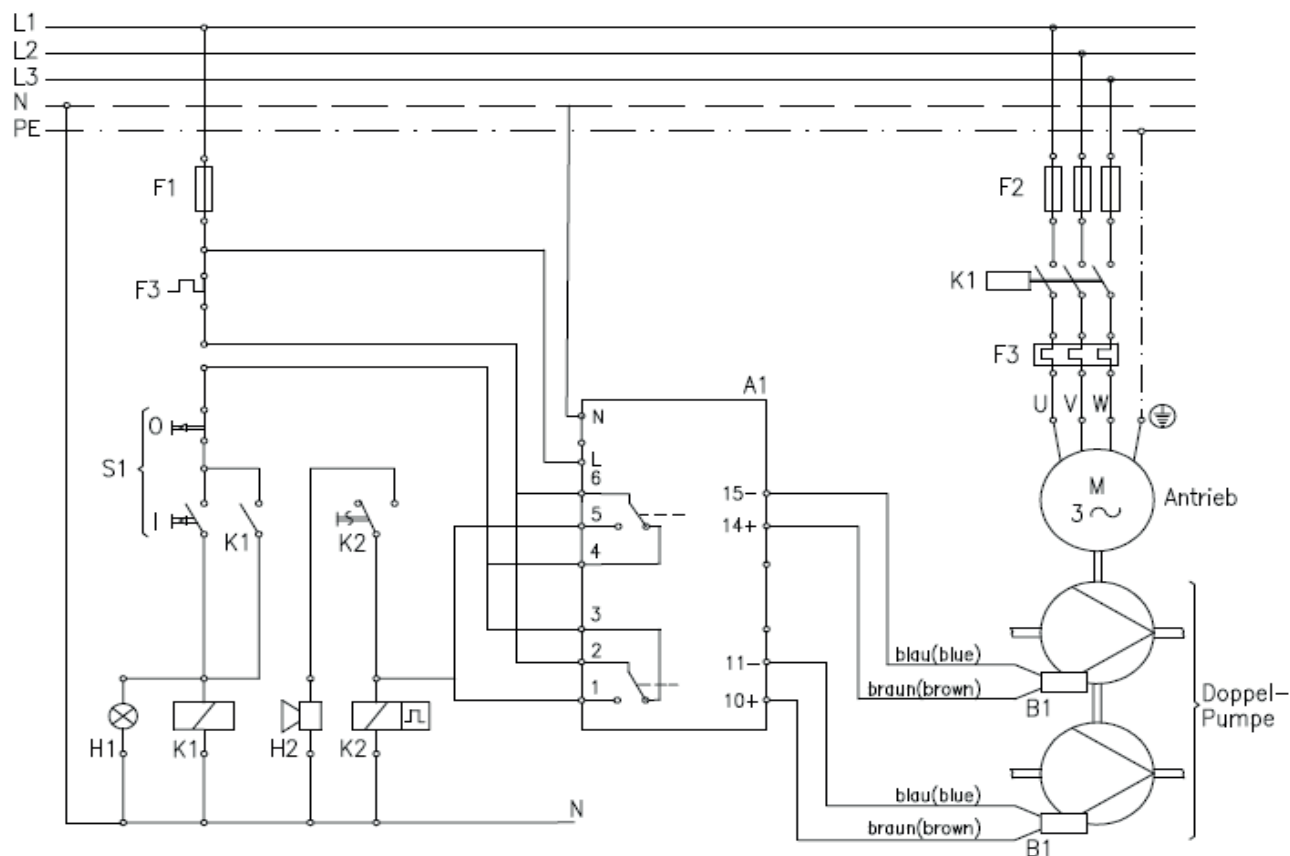 L1
L2
L3
N
PE
F1
F2
F3
K1
F3
A1
U V W
N
O
L
S1
6
M
3
15-
Antrieb
I
5
14+
K1
K2
4
3
blau(blue)
2
11-
braun(brown)
1
10+
B1
Doppel-
Pumpe
H1
K1
H2
K2
blau(blue)
N
braun(brown)
B1